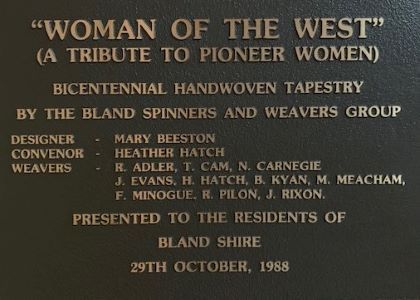 “WOMAN OF THE WEST”
(A TRIBUTE TO PIONEER WOMEN)
BICENTENNIAL HANDWOVEN TAPESTRY
BY THE BLAND SPINNERS AND WEAVERS GROUP
DESIGNER - MARY BEESTON
CONVENOR - HEATHER HATCH
WEAVERS - R. ADLER, T. CAM, N. CARNEGIE
J. EVANS, H. HATCH, B. KYAN, M. MEACHAM,
F. MINOGUE. R. PILON, J. RIXON.
PRESENTED TO THE RESIDENTS OF
BLAND SHIRE
29TH OCTOBER, 1988